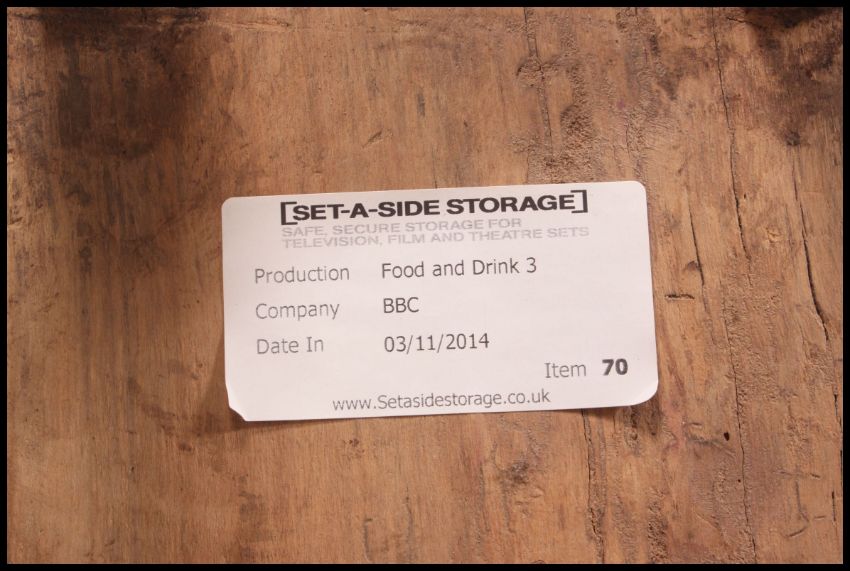 [SET-A-SIDE STORAGE]
SAFE, SECURE STORAGE FOR
TELEVISION, FILM AND THEATRE SETS
Production Food and Drink 3
Company BBC
Date In 03/11/2014
Item 70
www.Setasidestorage.co.uk